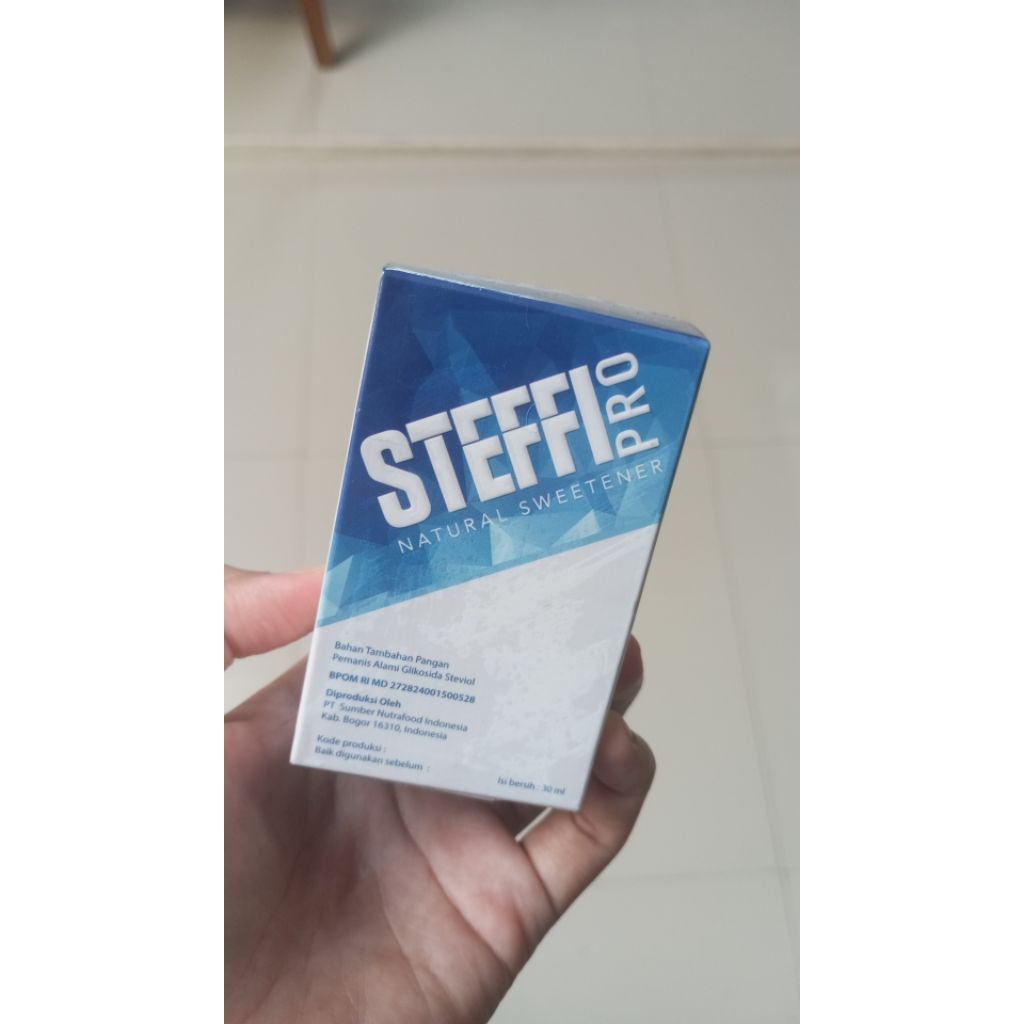 STEFFI PRO
NATURAL SWEETENER
Bahan Tambahan Pangan
Pemanis Alami Glikosida Steviol
BPOM RI MD 272824001500528
Diproduksi Oleh
PT Sumber Nutrafood Indonesia
Kab. Bogor 16310, Indonesia
Kode produksi :
Baik digunakan sebelum :
Isi bersih : 30 ml